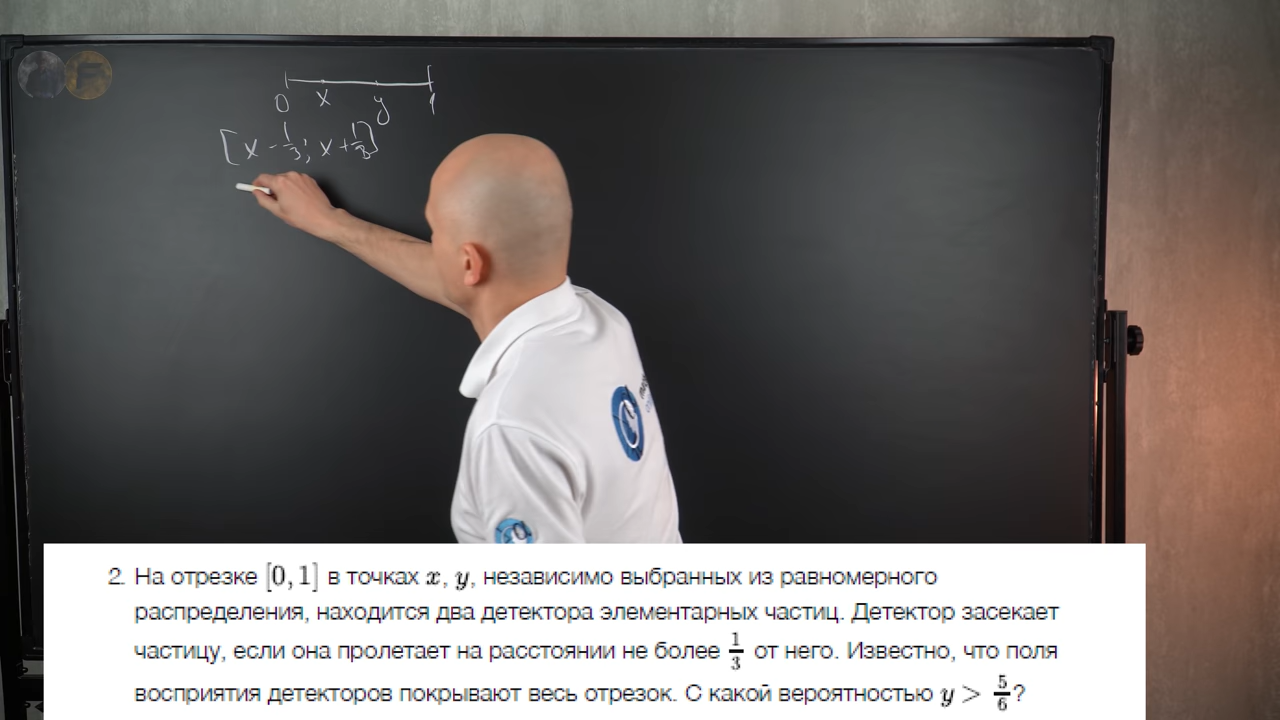 0 x y 1
[x - 1/3; x + 1/3]
2. На отрезке [0, 1] в точках x, y, независимо выбранных из равномерного
распределения, находится два детектора элементарных частиц. Детектор засекает
частицу, если она пролетает на расстоянии не более 1/3 от него. Известно, что поля
восприятия детекторов покрывают весь отрезок. С какой вероятностью y > 5/6?